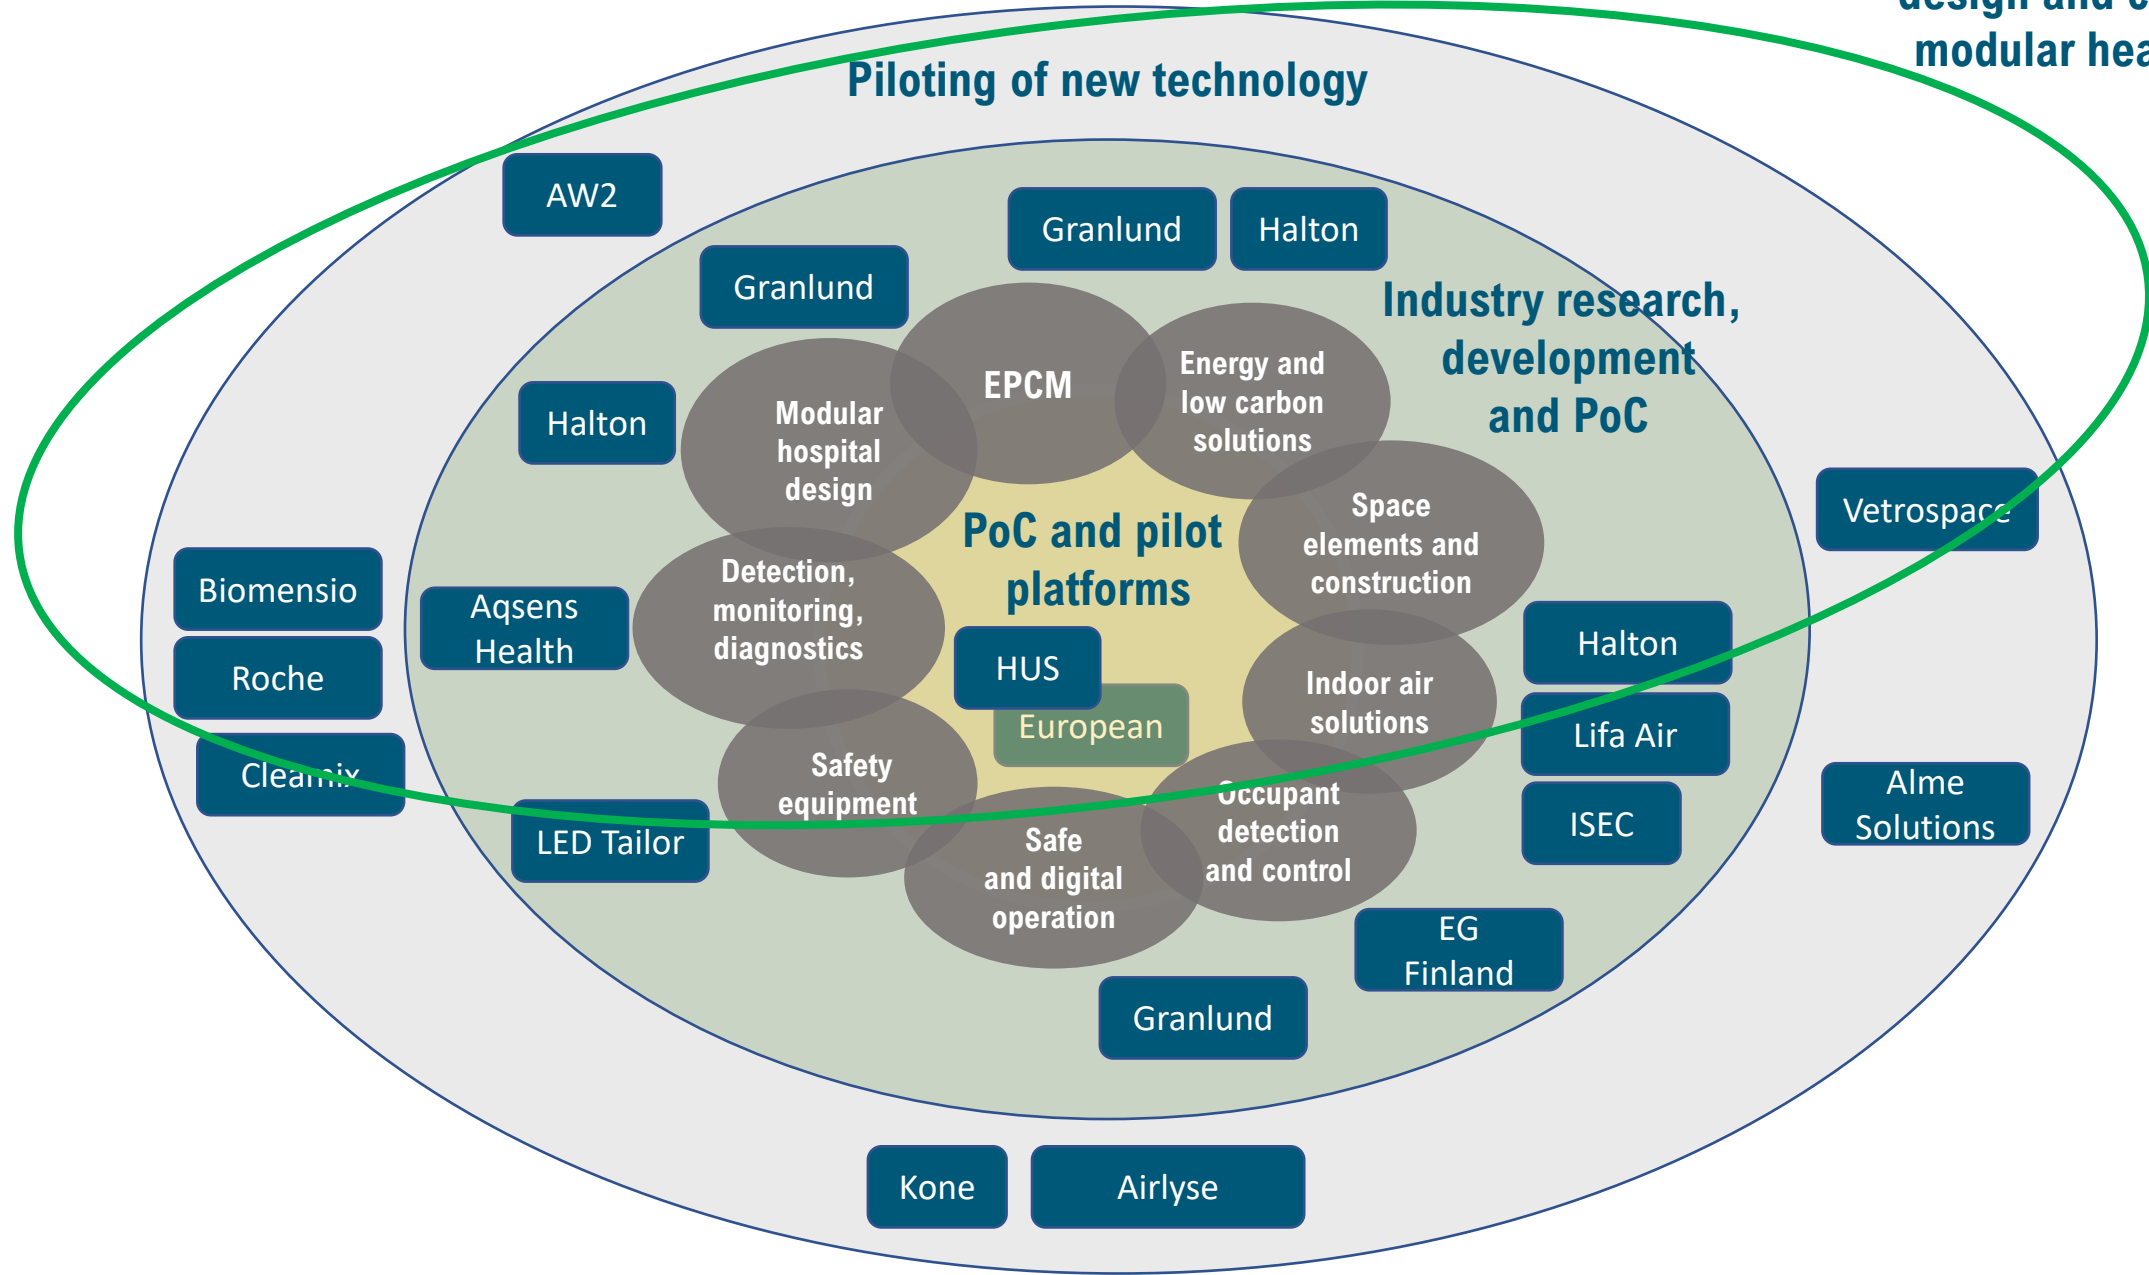 design and c
modular hea
Piloting of new technology
AW2
Granlund
Halton
Granlund
Industry research,
development
and PoC
Halton
EPCM
Energy and
low carbon
solutions
Modular
hospital
design
Space
elements and
construction
Vetrospace
PoC and pilot
platforms
Biomensio
Roche
Cleamix
Aqsens
Health
Detection,
monitoring,
diagnostics
HUS
European
Indoor air
solutions
Halton
Lifa Air
ISEC
Alme
Solutions
Safety
equipment
LED Tailor
Safe
and digital
operation
Occupant
detection
and control
EG
Finland
Granlund
Kone
Airlyse